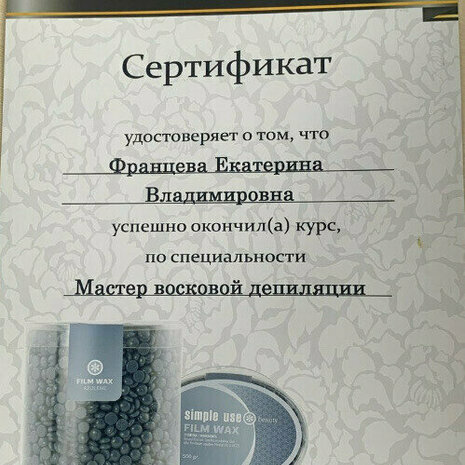 Сертификат
удостоверяет о том, что
Францева Екатерина
Владимировна
успешно окончил(а) курс,
по специальности
Мастер восковой депиляции
FILM WAX
simple use beauty
FILM WAX